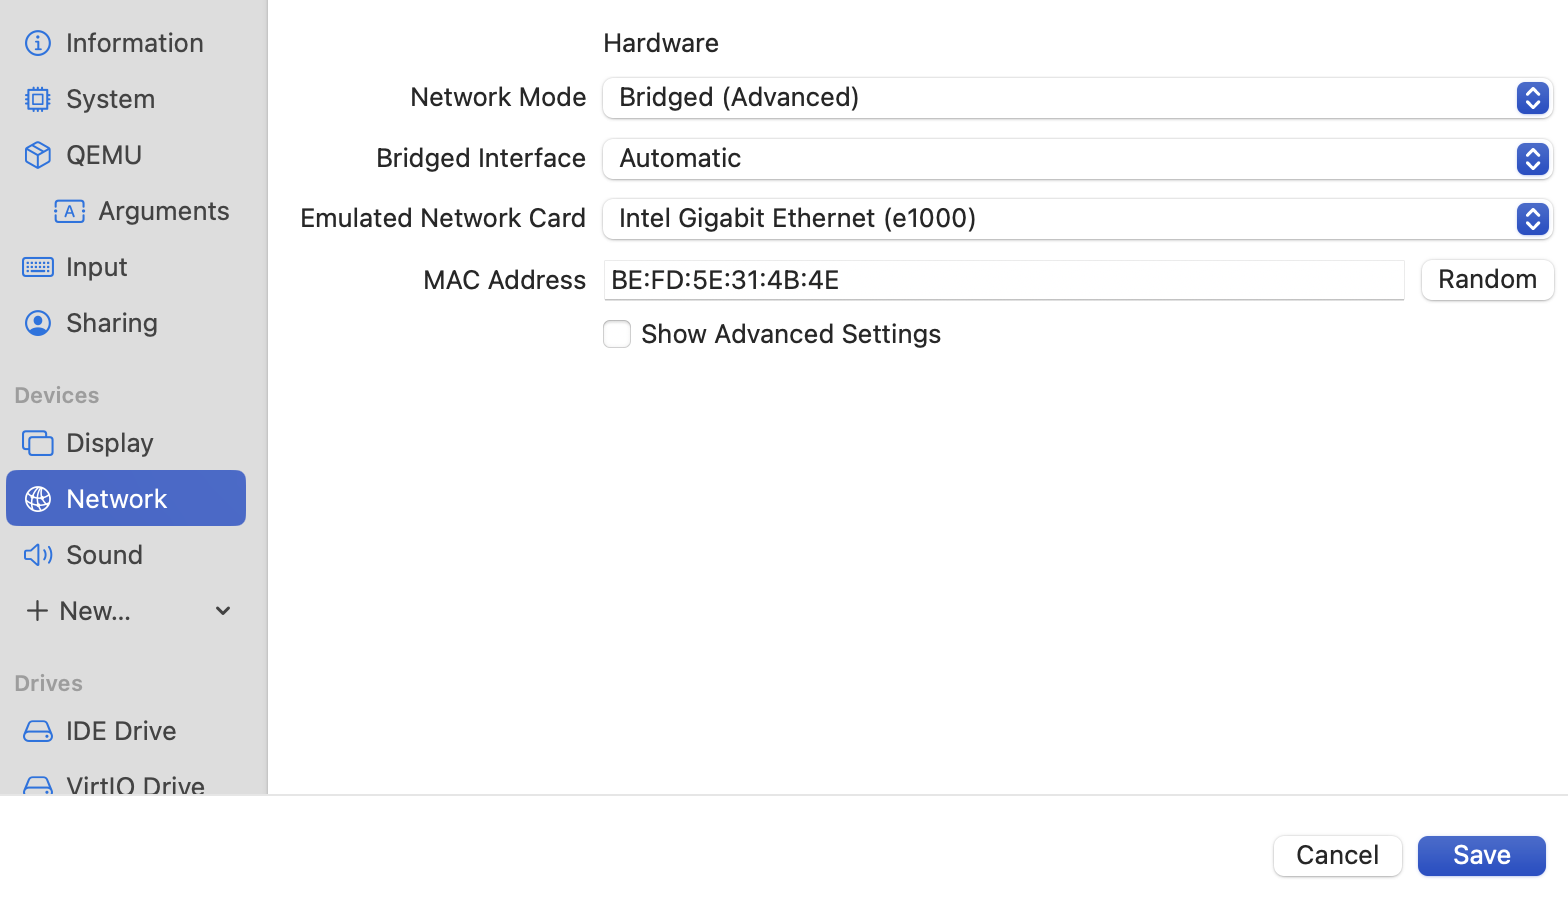 Information
System
QEMU
A Arguments
Input
Sharing
Devices
Display
Network
Sound
+ New...
Drives
IDE Drive
VirtIO Drive
Hardware
Network Mode Bridged (Advanced)
Bridged Interface Automatic
Emulated Network Card Intel Gigabit Ethernet (e1000)
MAC Address BE:FD:5E:31:4B:4E Random
Show Advanced Settings
Cancel Save